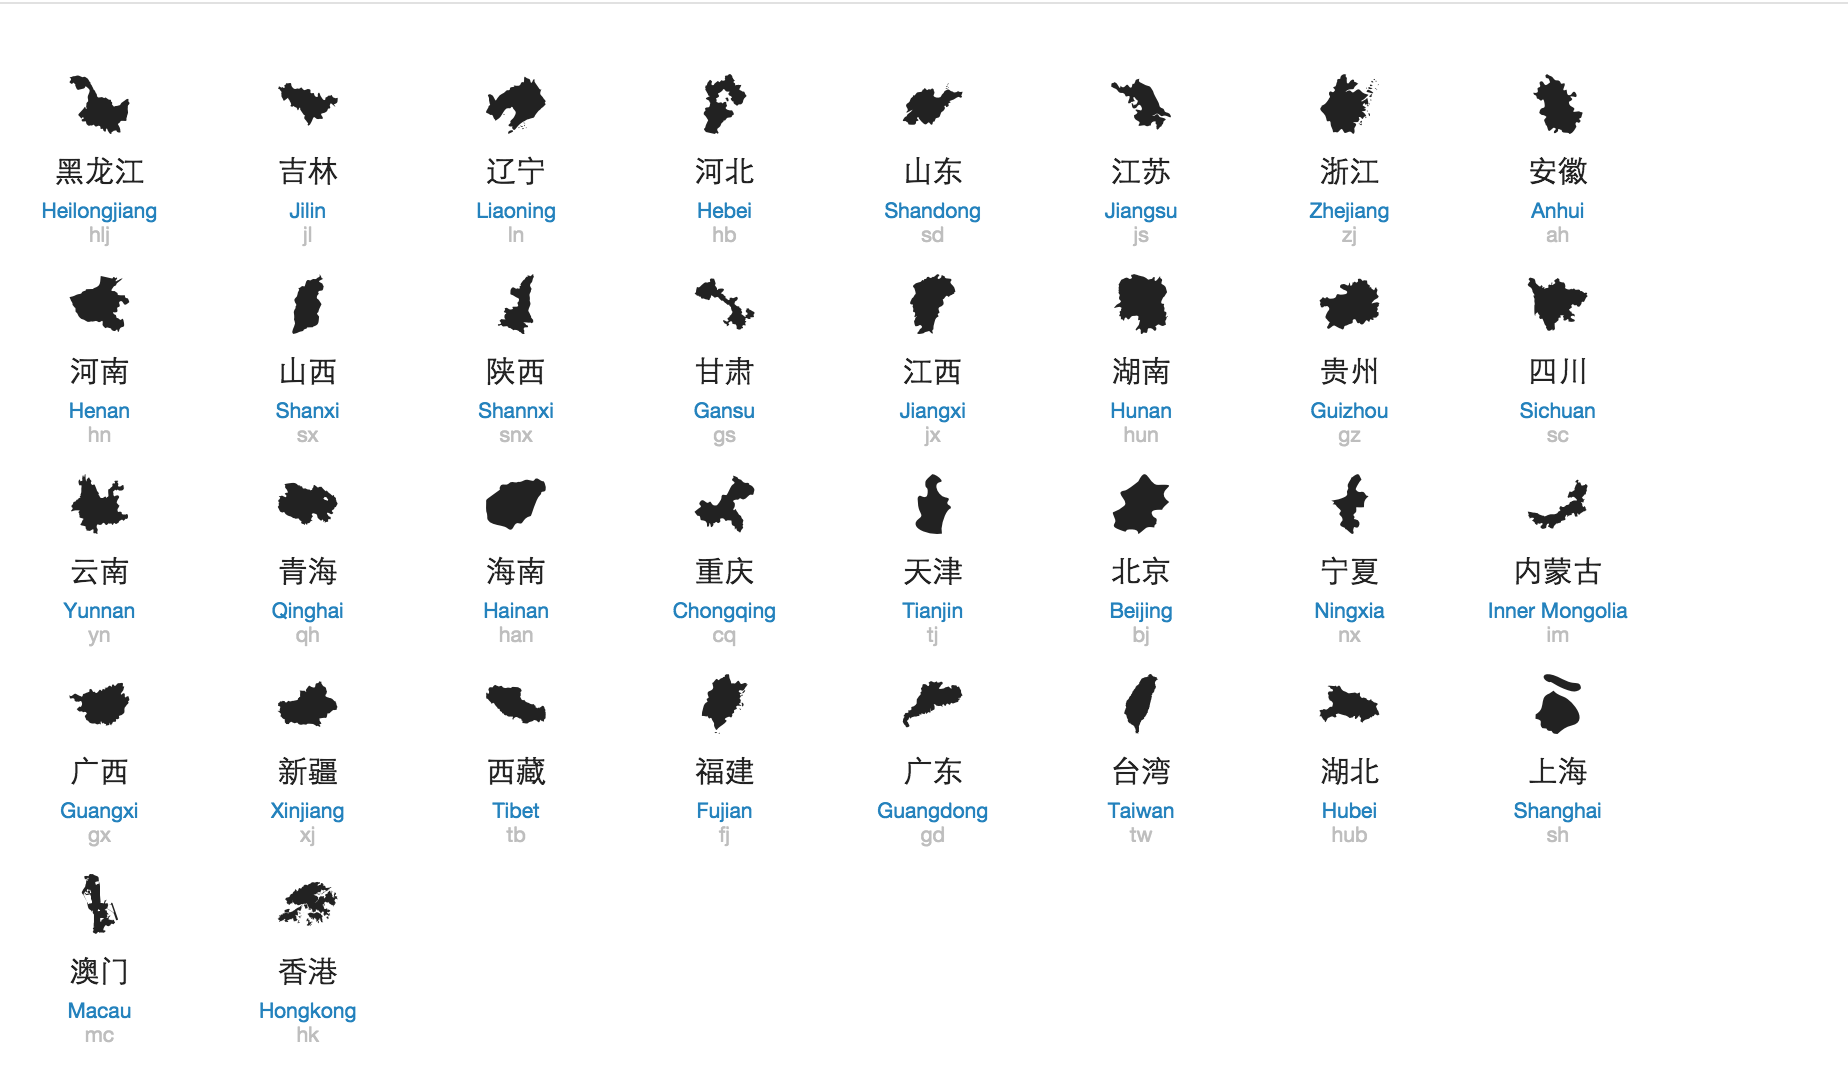 黑龙江 吉林 辽宁 河北 山东 江苏 浙江 安徽
Heilongjiang Jilin Liaoning Hebei Shandong Jiangsu Zhejiang Anhui
hlj jl ln hb sd js zj ah
河南 山西 陕西 甘肃 江西 湖南 贵州 四川
Henan Shanxi Shannxi Gansu Jiangxi Hunan Guizhou Sichuan
hn sx snx gs jx hun gz sc
云南 青海 海南 重庆 天津 北京 宁夏 内蒙古
Yunnan Qinghai Hainan Chongqing Tianjin Beijing Ningxia Inner Mongolia
yn qh han cq tj bj nx im
广西 新疆 西藏 福建 广东 台湾 湖北 上海
Guangxi Xinjiang Tibet Fujian Guangdong Taiwan Hubei Shanghai
gx xj tb fj gd tw hub sh
澳门 香港
Macau Hongkong
mc hk